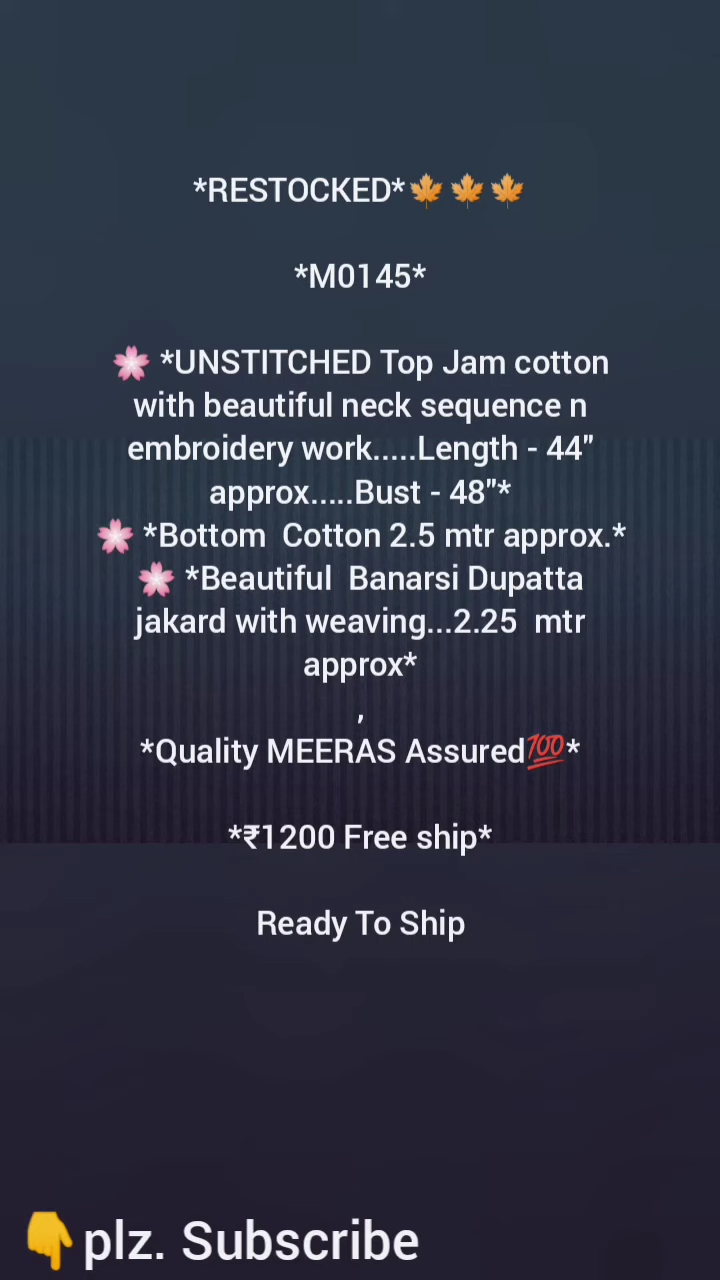 *RESTOCKED*🍁🍁🍁
*M0145*
🌸 *UNSTITCHED Top Jam cotton
with beautiful neck sequence n
embroidery work.....Length - 44"
approx.....Bust - 48"*
🌸 *Bottom  Cotton 2.5 mtr approx.*
🌸 *Beautiful  Banarsi Dupatta
jakard with weaving...2.25  mtr
approx*
,
*Quality MEERAS Assured💯*
*₹1200 Free ship*
Ready To Ship
👇plz. Subscribe